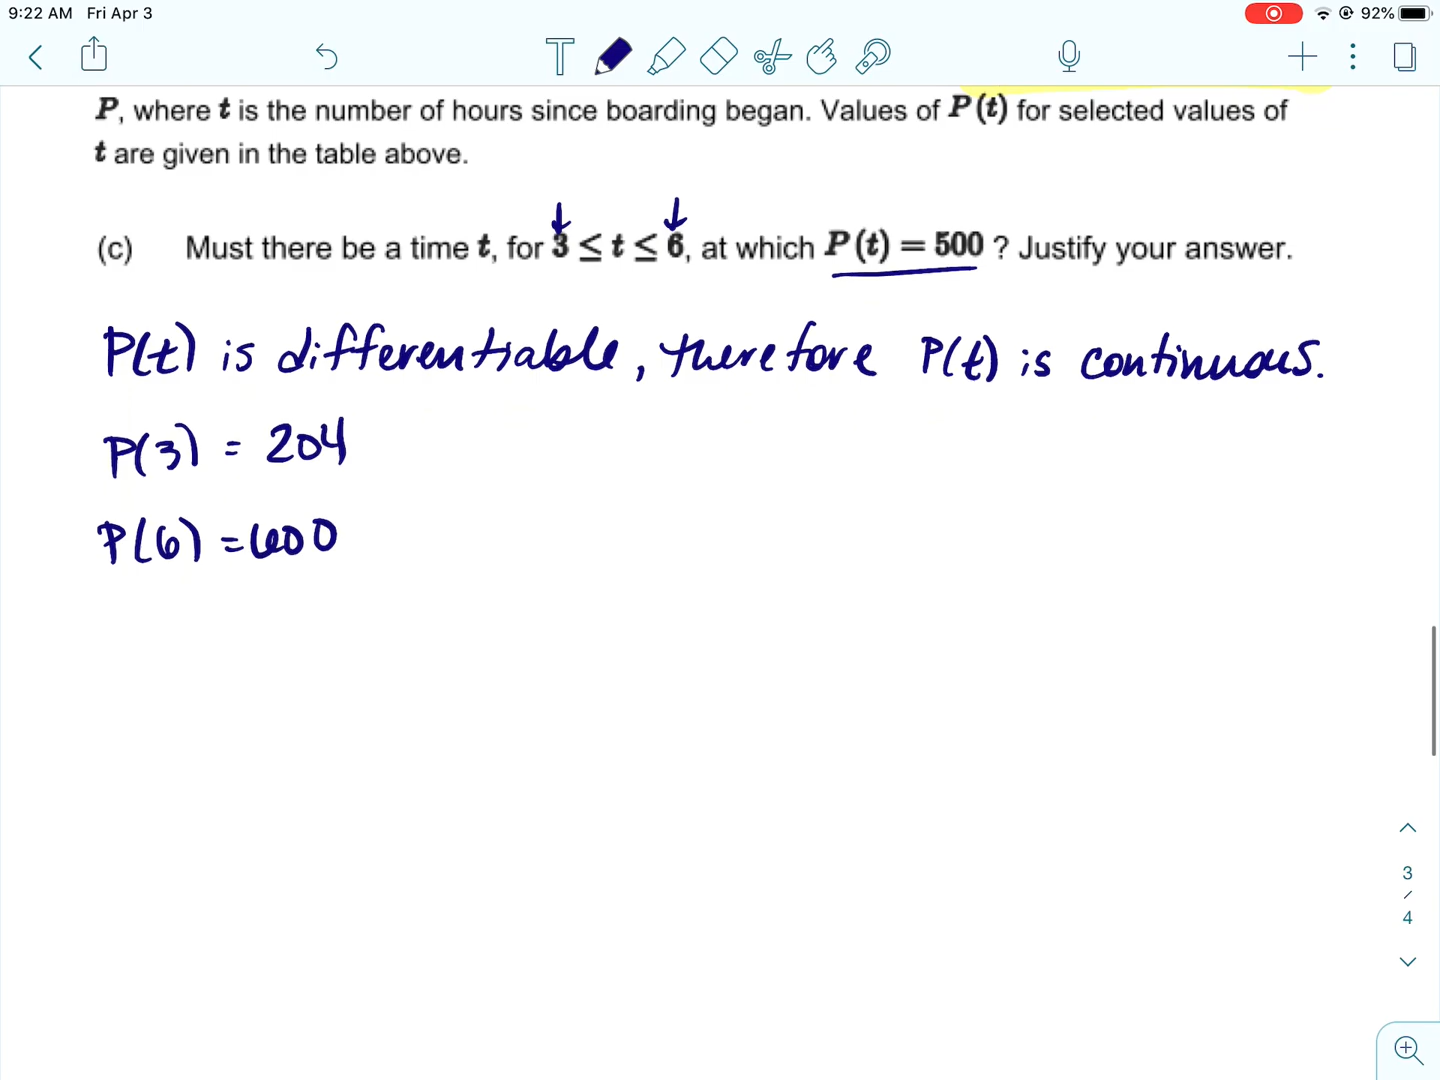 9:22 AM Fri Apr 3 92%
P, where t is the number of hours since boarding began. Values of P(t) for selected values of
t are given in the table above.
(c) Must there be a time t, for 3 ≤ t ≤ 6, at which P(t) = 500 ? Justify your answer.
P(t) is differentiable, therefore P(t) is continuous.
P(3) = 204
P(6) = 600
3
/
4